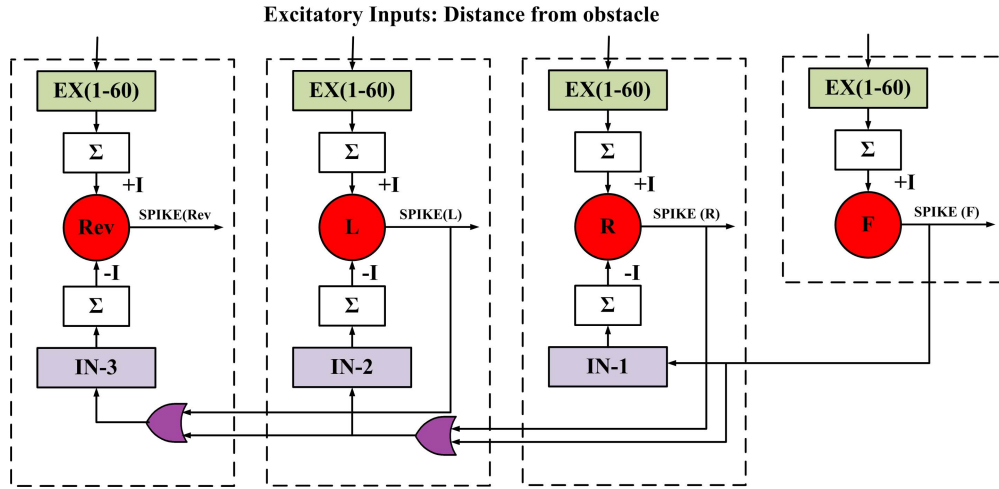 Excitatory Inputs: Distance from obstacle
EX(1-60)
EX(1-60)
EX(1-60)
EX(1-60)
Σ
Σ
Σ
Σ
+I
+I
+I
+I
Rev
SPIKE(Rev
L
SPIKE(L)
R
SPIKE (R)
F
SPIKE (F)
-I
-I
-I
Σ
Σ
Σ
IN-3
IN-2
IN-1